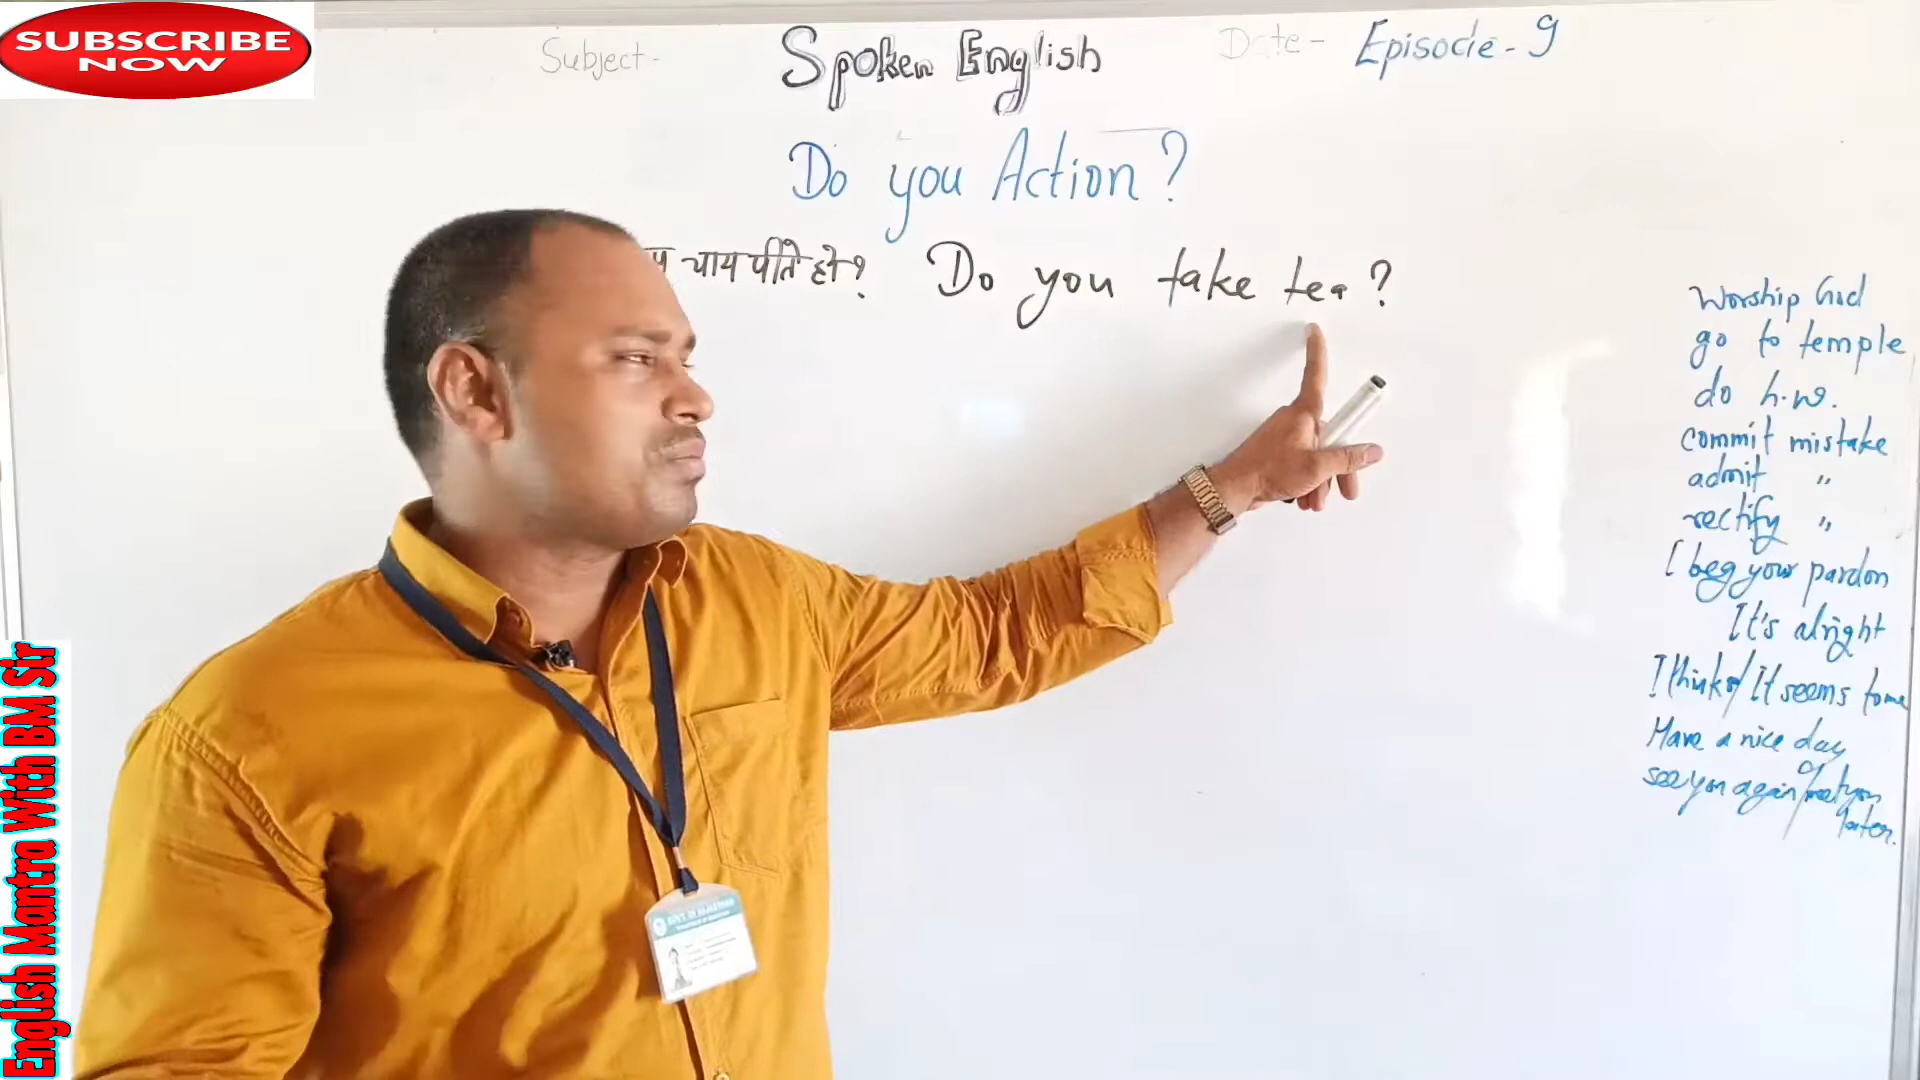 SUBSCRIBE
NOW
Subject-
Spoken English
Date-
Episode-9
Do you Action?
चाय पीते हो?
Do you take tea?
Worship God
go to temple
do h.w.
commit mistake
admit "
rectify "
I beg your pardon
It's alright
I think/It seems to me
Have a nice day
see you again/meet you
later.
English Mantra With BM Sir